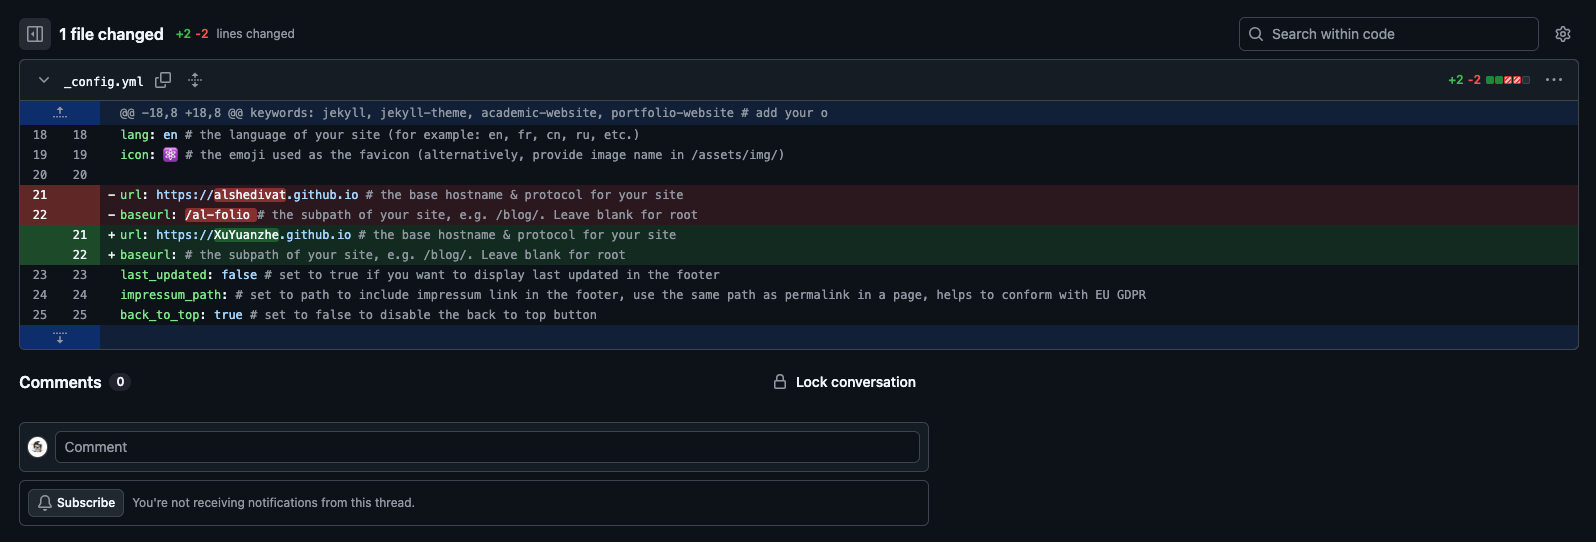 1 file changed +2 -2 lines changed
Search within code
_config.yml
+2 -2
@@ -18,8 +18,8 @@ keywords: jekyll, jekyll-theme, academic-website, portfolio-website # add your o
18 18 lang: en # the language of your site (for example: en, fr, cn, ru, etc.)
19 19 icon: ⚛️ # the emoji used as the favicon (alternatively, provide image name in /assets/img/)
20 20
21 - url: https://alshedivat.github.io # the base hostname & protocol for your site
22 - baseurl: /al-folio # the subpath of your site, e.g. /blog/. Leave blank for root
21 + url: https://XuYuanzhe.github.io # the base hostname & protocol for your site
22 + baseurl: # the subpath of your site, e.g. /blog/. Leave blank for root
23 23 last_updated: false # set to true if you want to display last updated in the footer
24 24 impressum_path: # set to path to include impressum link in the footer, use the same path as permalink in a page, helps to conform with EU GDPR
25 25 back_to_top: true # set to false to disable the back to top button
Comments 0
Lock conversation
Comment
Subscribe You're not receiving notifications from this thread.